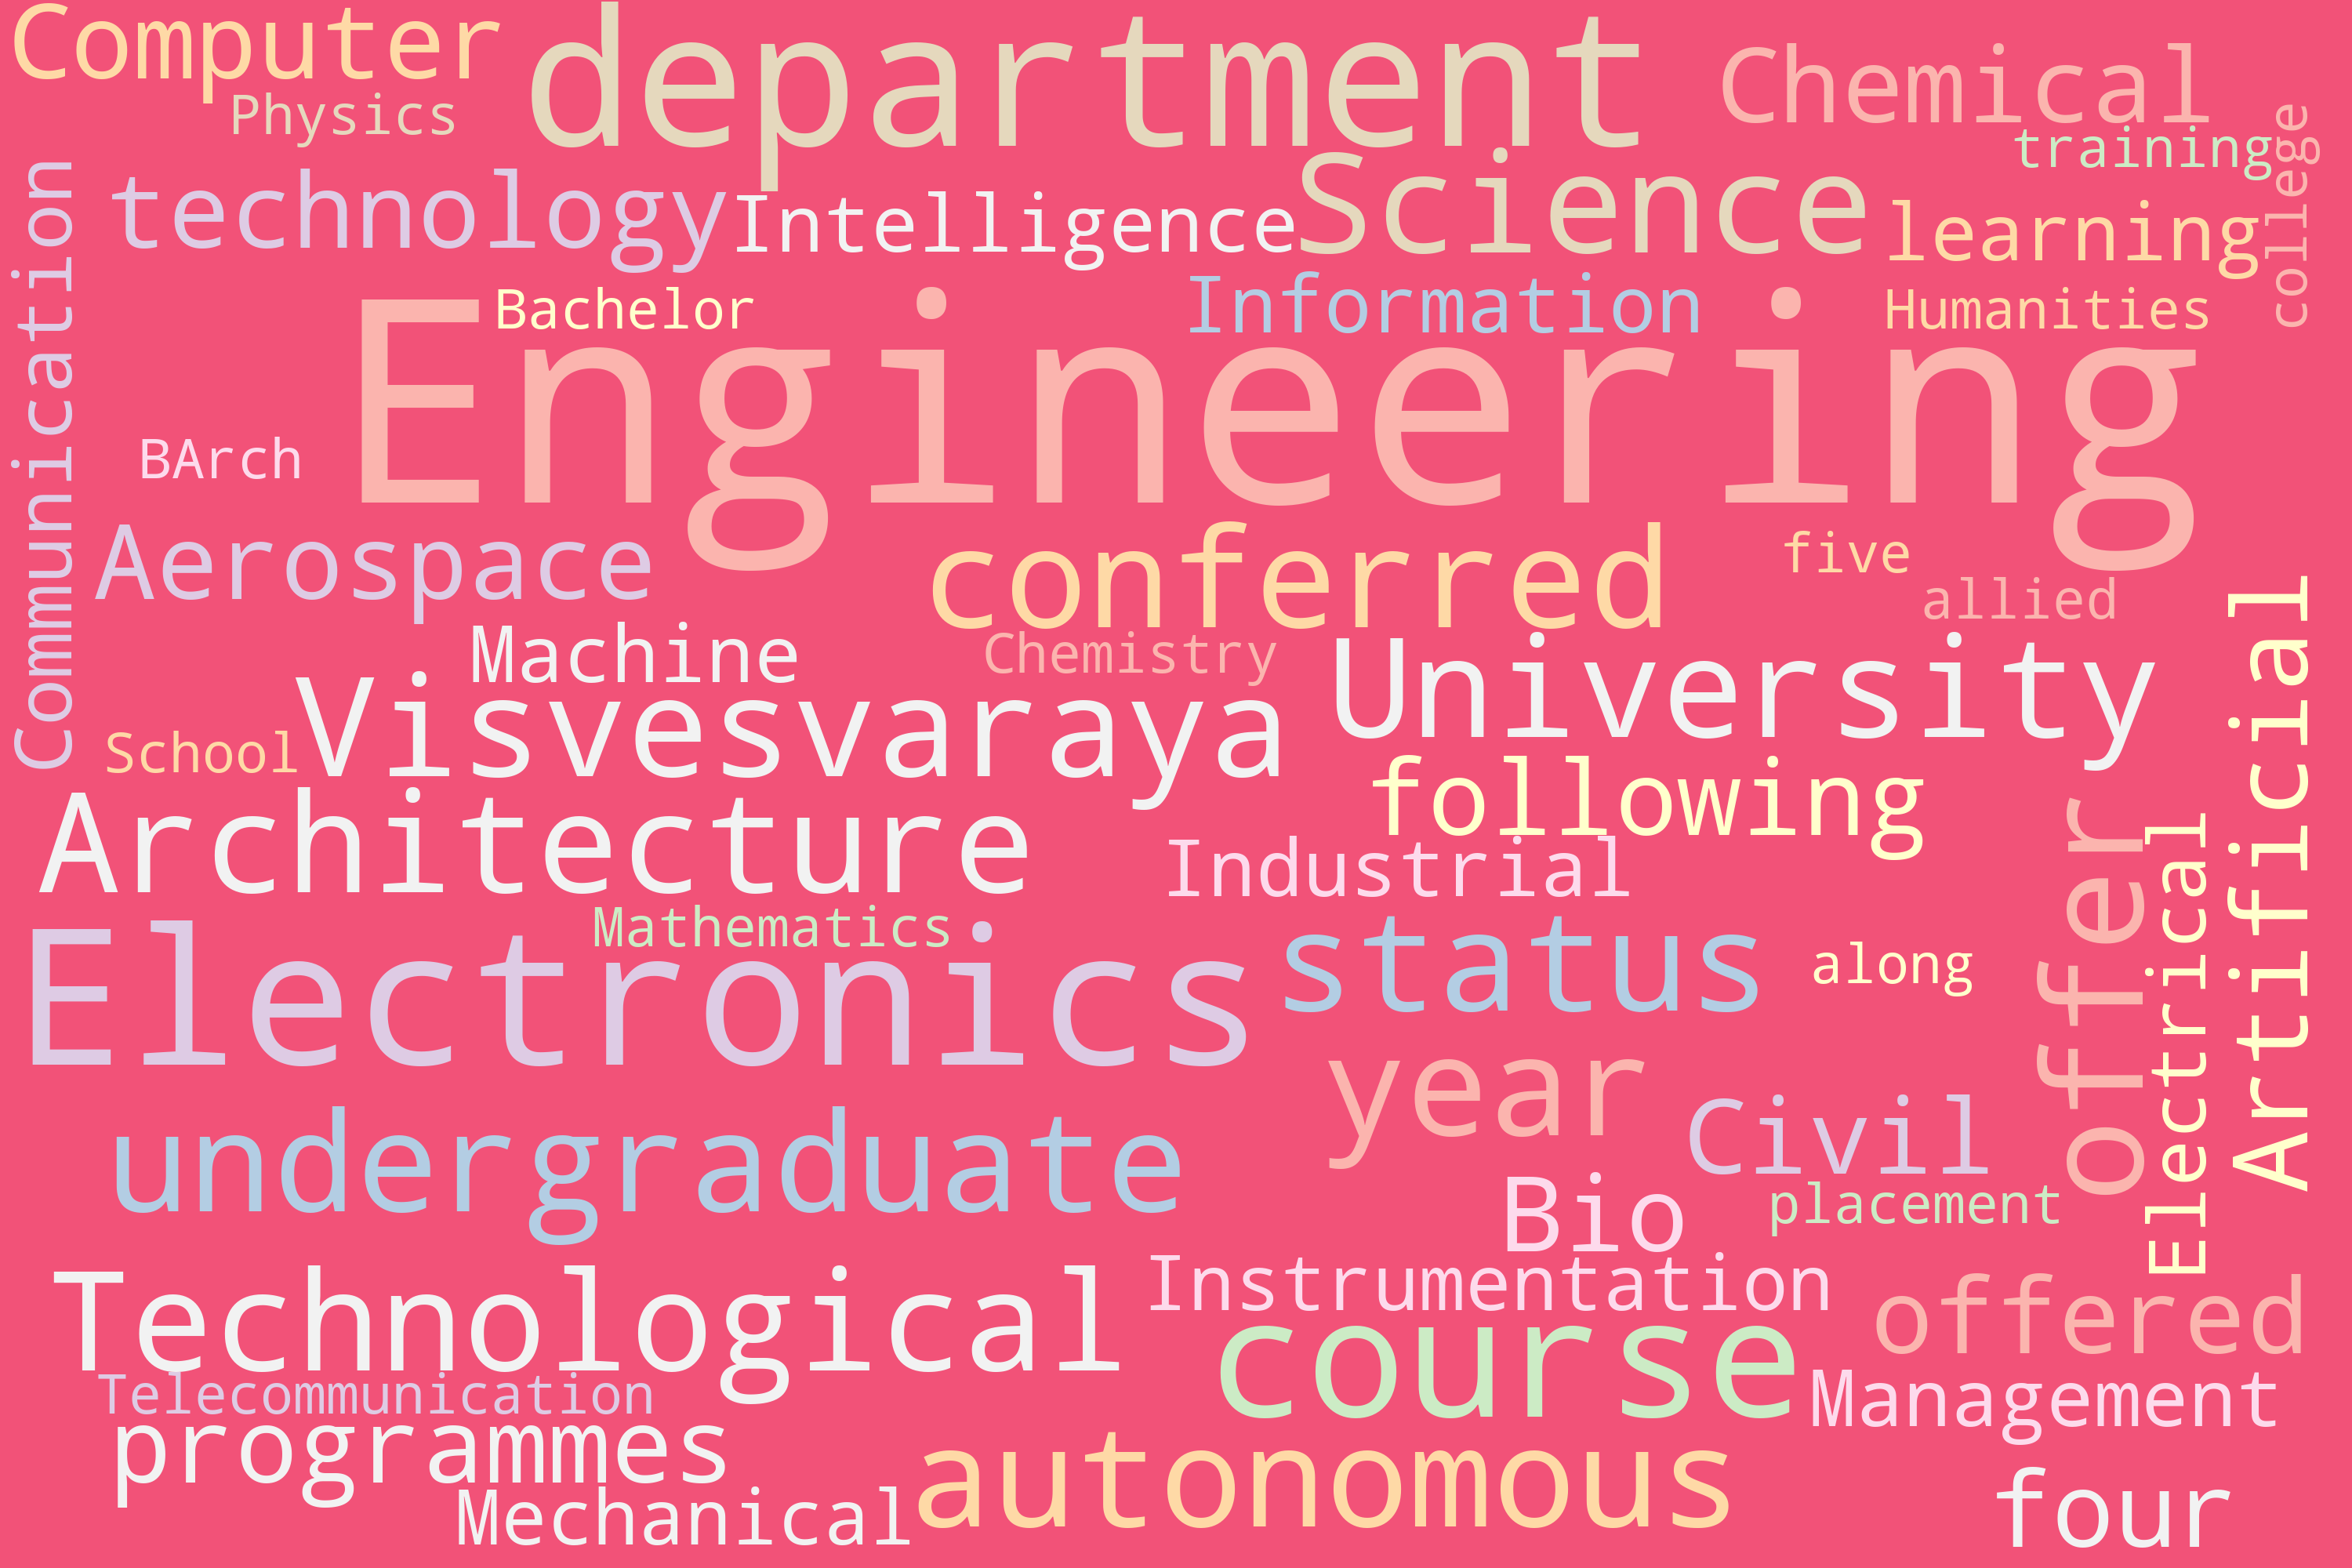 Computer
department
Chemical
Physics
training
college
technology
Intelligence
Science
learning
Communication
Bachelor
Information
Humanities
Engineering
BArch
Aerospace
conferred
five
allied
Machine
Chemistry
University
Artificial
School
Visvesvaraya
following
Architecture
Industrial
offer
Electrical
Mathematics
Electronics
status
along
year
undergraduate
Civil
Bio
placement
Technological
Instrumentation
offered
Telecommunication
course
Management
programmes
autonomous
Mechanical
four